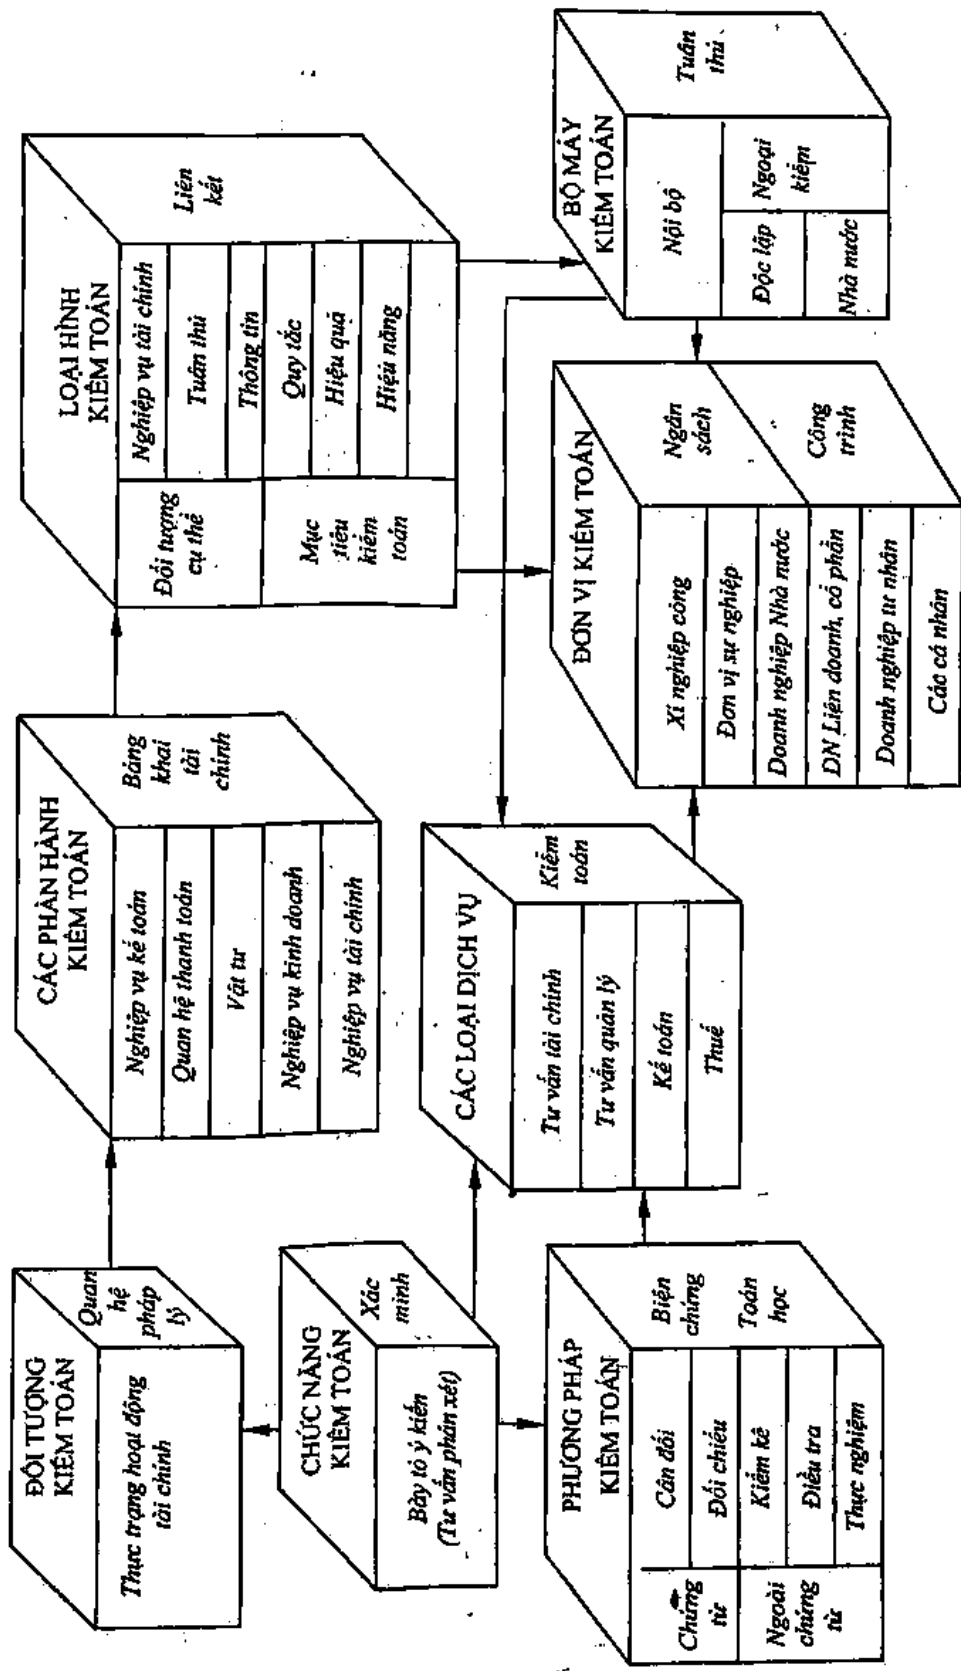 ĐỐI TƯỢNG
KIỂM TOÁN
Quan
hệ
pháp
lý
Thực trạng hoạt động
tài chính
CHỨC NĂNG
KIỂM TOÁN
Xác
minh
Bày tỏ ý kiến
(Tư vấn phán xét)
PHƯƠNG PHÁP
KIỂM TOÁN
Biện
chứng
Toán
học
Chứng
từ
Cân đối
Đối chiếu
Ngoài
chứng
từ
Kiểm kê
Điều tra
Thực nghiệm
CÁC PHẦN HÀNH
KIỂM TOÁN
Bảng
khai
tài
chính
Nghiệp vụ kế toán
Quan hệ thanh toán
Vật tư
Nghiệp vụ kinh doanh
Nghiệp vụ tài chính
CÁC LOẠI DỊCH VỤ
Kiểm
toán
Tư vấn tài chính
Tư vấn quản lý
Kế toán
Thuế
LOẠI HÌNH
KIỂM TOÁN
Liên
kết
Đối tượng
cụ thể
Nghiệp vụ tài chính
Tuân thủ
Thông tin
Mục
tiêu
kiểm
toán
Quy tắc
Hiệu quả
Hiệu năng
ĐƠN VỊ KIỂM TOÁN
Ngân
sách
Công
trình
Xí nghiệp công
Đơn vị sự nghiệp
Doanh nghiệp Nhà nước
DN Liên doanh, cổ phần
Doanh nghiệp tư nhân
Các cá nhân
BỘ MÁY
KIỂM TOÁN
Tuân
thủ
Nội bộ
Độc lập
Nhà nước
Ngoại
kiểm